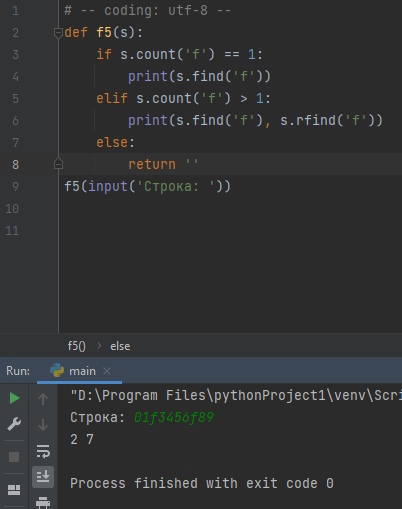 1 # -- coding: utf-8 --
2 def f5(s):
3 if s.count('f') == 1:
4 print(s.find('f'))
5 elif s.count('f') > 1:
6 print(s.find('f'), s.rfind('f'))
7 else:
8 return ''
9 f5(input('Строка: '))
10
11
f5() › else
Run: main ×
"D:\Program Files\pythonProject1\venv\Scri
Строка: 01f3456f89
2 7
Process finished with exit code 0